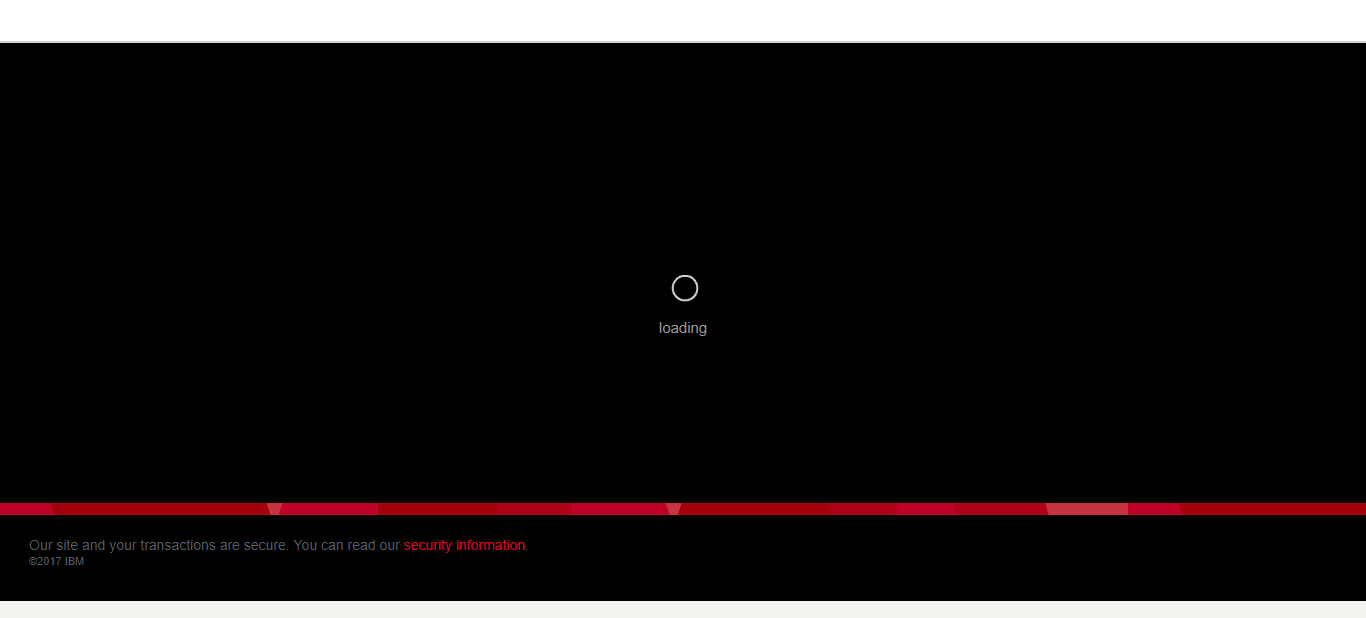 loading
Our site and your transactions are secure. You can read our security information.
©2017 IBM